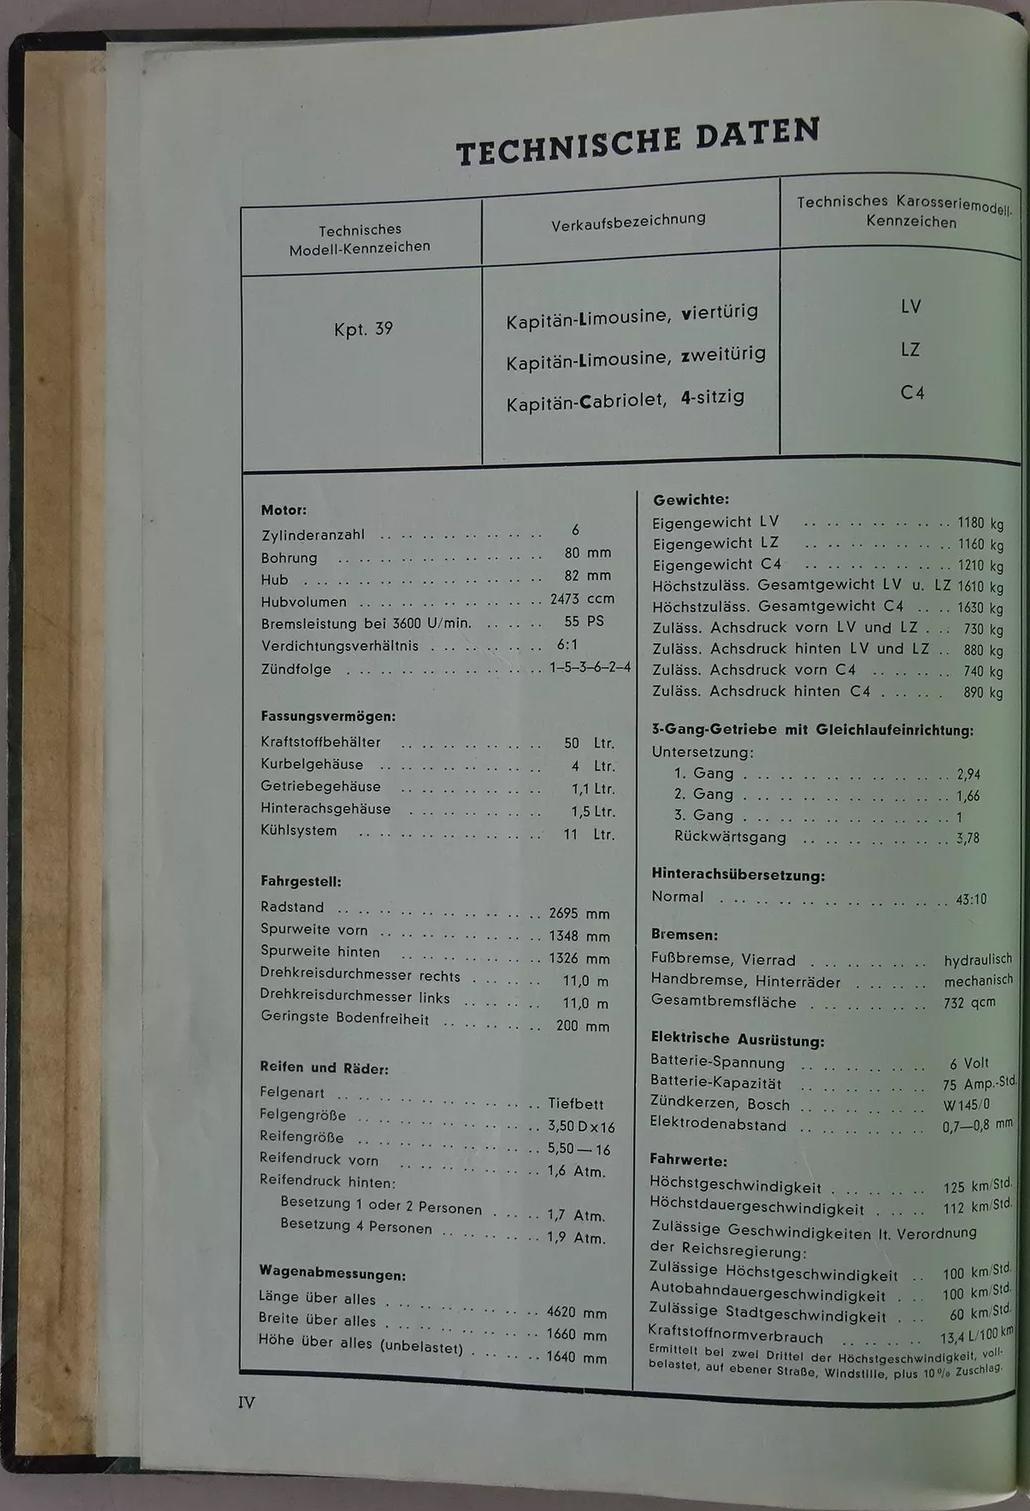 TECHNISCHE DATEN
Technisches
Modell-Kennzeichen
Verkaufsbezeichnung
Technisches Karosseriemodell-
Kennzeichen
Kpt. 39
Kapitän-Limousine, viertürig
LV
Kapitän-Limousine, zweitürig
LZ
Kapitän-Cabriolet, 4-sitzig
C4
Motor:
Zylinderanzahl .. .. .. .. .. .. .. .. 6
Bohrung .. .. .. .. .. .. .. .. .. .. 80 mm
Hub . .. .. .. .. .. .. .. .. .. .. .. 82 mm
Hubvolumen .. .. .. .. .. .. .. .. .. 2473 ccm
Bremsleistung bei 3600 U/min. .. .. .. 55 PS
Verdichtungsverhältnis . .. .. .. .. .. 6:1
Zündfolge . .. .. .. .. .. .. .. .. .. 1–5–3–6–2–4
Fassungsvermögen:
Kraftstoffbehälter .. .. .. .. .. .. .. 50 Ltr.
Kurbelgehäuse .. .. .. .. .. .. .. .. 4 Ltr.
Getriebegehäuse .. .. .. .. .. .. .. 1,1 Ltr.
Hinterachsgehäuse .. .. .. .. .. .. .. 1,5 Ltr.
Kühlsystem .. .. .. .. .. .. .. .. .. 11 Ltr.
Fahrgestell:
Radstand .. .. .. .. .. .. .. .. .. .. 2695 mm
Spurweite vorn .. .. .. .. .. .. .. .. 1348 mm
Spurweite hinten .. .. .. .. .. .. .. 1326 mm
Drehkreisdurchmesser rechts . .. .. .. 11,0 m
Drehkreisdurchmesser links .. .. .. .. 11,0 m
Geringste Bodenfreiheit .. .. .. .. .. 200 mm
Reifen und Räder:
Felgenart .. .. .. .. .. .. .. .. .. .. Tiefbett
Felgengröße .. .. .. .. .. .. .. .. .. 3,50 D x 16
Reifengröße .. .. .. .. .. .. .. .. .. 5,50 — 16
Reifendruck vorn .. .. .. .. .. .. .. 1,6 Atm.
Reifendruck hinten:
Besetzung 1 oder 2 Personen . .. .. 1,7 Atm.
Besetzung 4 Personen .. .. .. .. .. 1,9 Atm.
Wagenabmessungen:
Länge über alles . .. .. .. .. .. .. .. 4620 mm
Breite über alles . .. .. .. .. .. .. .. 1660 mm
Höhe über alles (unbelastet) . .. .. .. 1640 mm
Gewichte:
Eigengewicht LV .. .. .. .. .. .. .. 1180 kg
Eigengewicht LZ .. .. .. .. .. .. .. 1160 kg
Eigengewicht C4 .. .. .. .. .. .. .. 1210 kg
Höchstzuläss. Gesamtgewicht LV u. LZ 1610 kg
Höchstzuläss. Gesamtgewicht C4 .. .. 1630 kg
Zuläss. Achsdruck vorn LV und LZ . .. 730 kg
Zuläss. Achsdruck hinten LV und LZ .. 880 kg
Zuläss. Achsdruck vorn C4 .. .. .. .. 740 kg
Zuläss. Achsdruck hinten C4 . .. .. .. 890 kg
3-Gang-Getriebe mit Gleichlaufeinrichtung:
Untersetzung:
1. Gang . .. .. .. .. .. .. .. .. .. 2,94
2. Gang . .. .. .. .. .. .. .. .. .. 1,66
3. Gang . .. .. .. .. .. .. .. .. .. 1
Rückwärtsgang .. .. .. .. .. .. .. 3,78
Hinterachsübersetzung:
Normal . .. .. .. .. .. .. .. .. .. .. 43:10
Bremsen:
Fußbremse, Vierrad . .. .. .. .. .. hydraulisch
Handbremse, Hinterräder . .. .. .. mechanisch
Gesamtbremsfläche . .. .. .. .. .. 732 qcm
Elektrische Ausrüstung:
Batterie-Spannung .. .. .. .. .. .. 6 Volt
Batterie-Kapazität .. .. .. .. .. .. 75 Amp.-Std.
Zündkerzen, Bosch .. .. .. .. .. .. W 145/0
Elektrodenabstand .. .. .. .. .. .. 0,7—0,8 mm
Fahrwerte:
Höchstgeschwindigkeit . .. .. .. .. 125 km/Std.
Höchstdauergeschwindigkeit . .. .. 112 km/Std.
Zulässige Geschwindigkeiten lt. Verordnung
der Reichsregierung:
Zulässige Höchstgeschwindigkeit .. 100 km/Std.
Autobahndauergeschwindigkeit . .. 100 km/Std.
Zulässige Stadtgeschwindigkeit . .. 60 km/Std.
Kraftstoffnormverbrauch .. .. .. .. 13,4 L/100 km
Ermittelt bei zwei Drittel der Höchstgeschwindigkeit, voll-
belastet, auf ebener Straße, Windstille, plus 10% Zuschlag.
IV